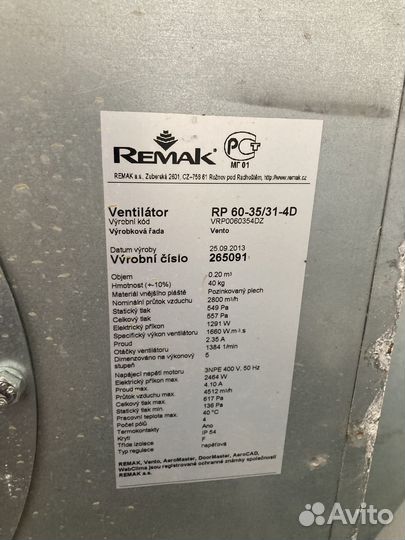 REMAK
РСТ
МГ 01
REMAK a.s., Zuberská 2601, CZ-756 61 Rožnov pod Radhoštěm, http://www.remak.cz
Ventilátor RP 60-35/31-4D
Výrobní kód VRP0060354DZ
Výrobková řada Vento
Datum výroby 25.09.2013
Výrobní číslo 265091
Objem 0.20 m³
Hmotnost (+-10%) 40 kg
Materiál vnějšího pláště Pozinkovaný plech
Nominální průtok vzduchu 2800 m³/h
Statický tlak 549 Pa
Celkový tlak 557 Pa
Elektrický příkon 1291 W
Specifický výkon ventilátoru 1660 W.m-³.s
Proud 2.35 A
Otáčky ventilátoru 1384 1/min
Dimenzováno na výkonový 5
stupeň
Napájecí napětí motoru 3NPE 400 V, 50 Hz
Elektrický příkon max. 2464 W
Proud max. 4.10 A
Průtok vzduchu max. 4512 m³/h
Celkový tlak max. 617 Pa
Statický tlak min. 136 Pa
Pracovní teplota max. 40 °C
Počet pólů 4
Termokontakty Ano
Krytí IP 54
Třída izolace F
Typ regulace napěťová
REMAK, Vento, AeroMaster, DoorMaster, AeroCAD,
WebClima jsou registrované ochranné známky společnosti
REMAK a.s.
Avito